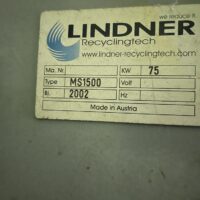 we reduce it
LINDNER
Recyclingtech
www.lindner-recyclingtech.com
Ma. Nr. KW 75
Type MS1500 Volt
Bj. 2002 Hz
Made in Austria